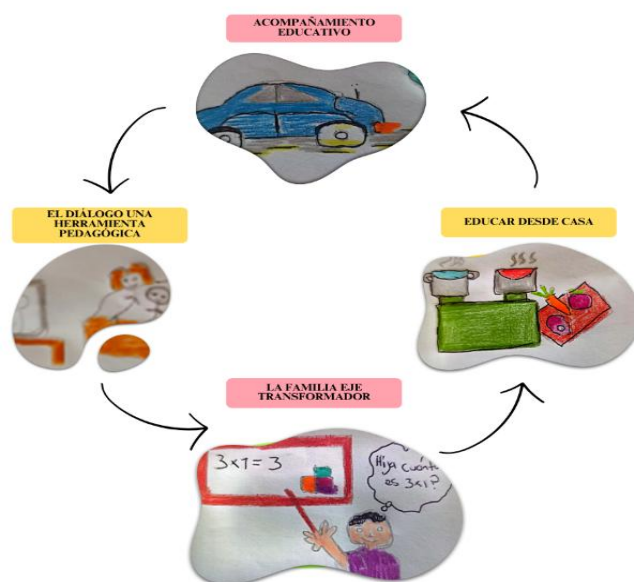 ACOMPAÑAMIENTO
EDUCATIVO
EL DIÁLOGO UNA
HERRAMIENTA
PEDAGÓGICA
EDUCAR DESDE CASA
LA FAMILIA EJE
TRANSFORMADOR
3x1=3
Hija
es 3x1?